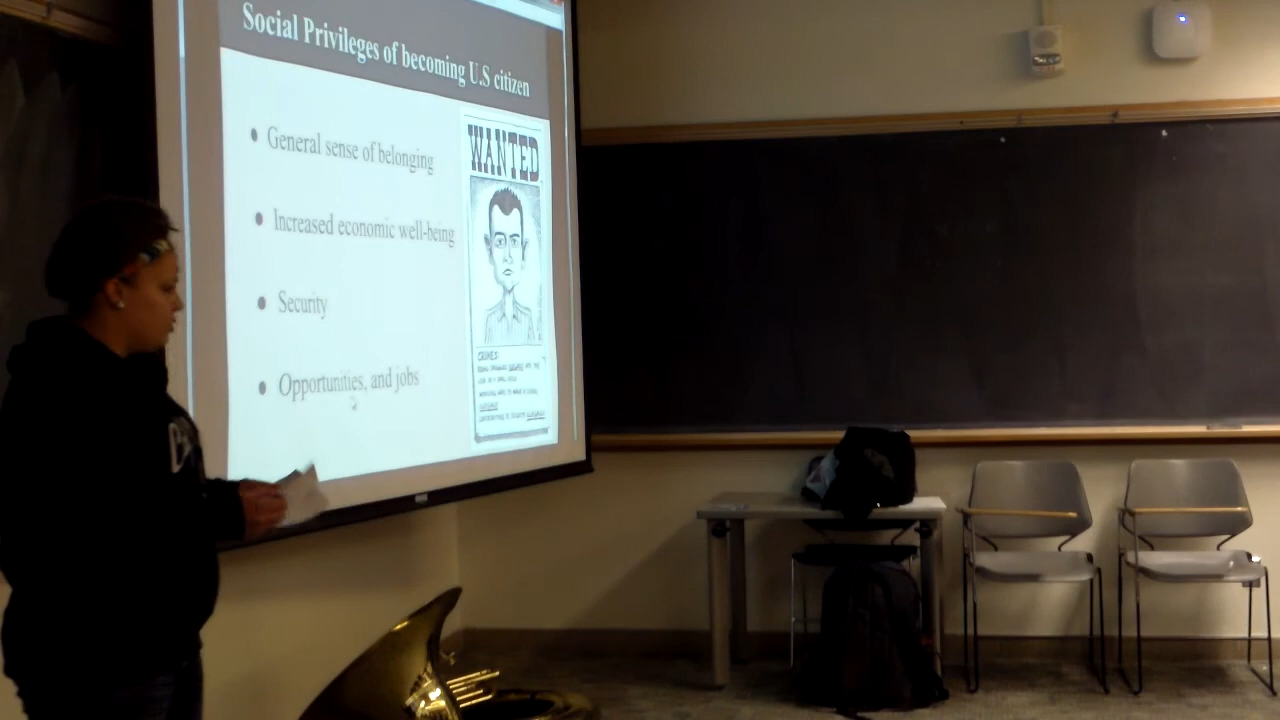 Social Privileges of becoming U.S citizen
General sense of belonging
Increased economic well-being
Security
Opportunities, and jobs
WANTED
CRIMES: